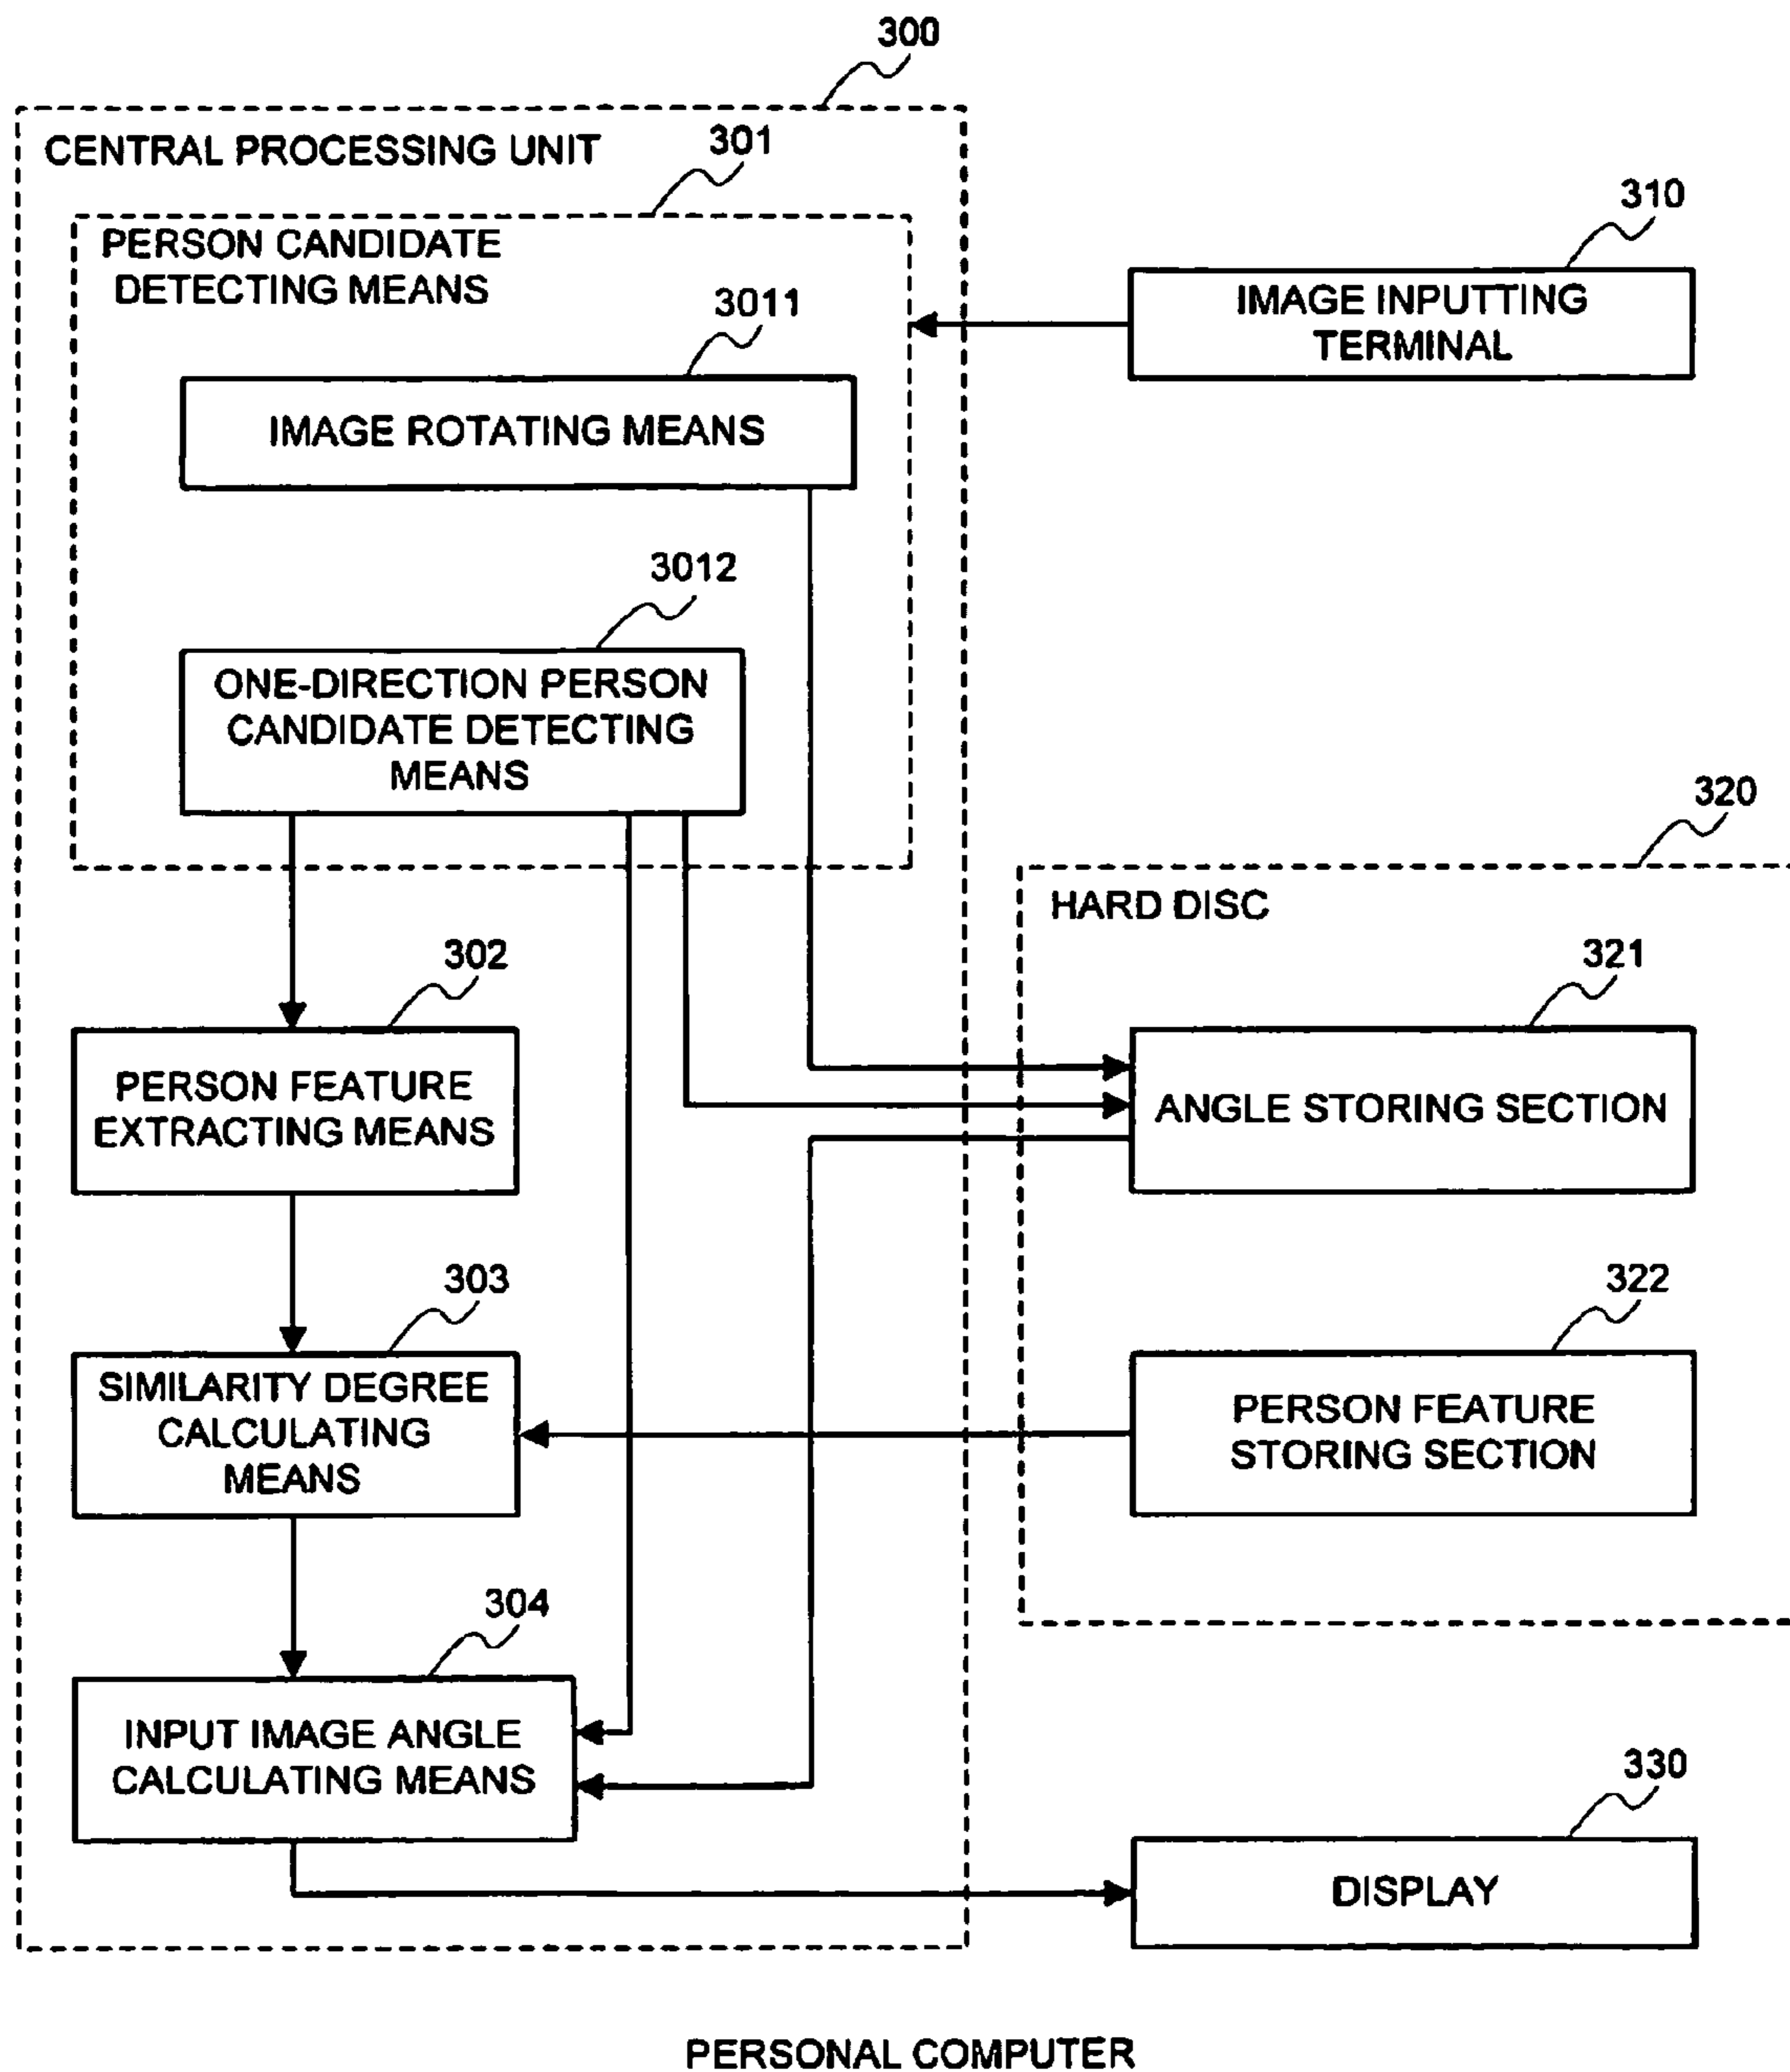 300
CENTRAL PROCESSING UNIT
301
PERSON CANDIDATE
DETECTING MEANS
310
IMAGE INPUTTING
TERMINAL
3011
IMAGE ROTATING MEANS
3012
ONE-DIRECTION PERSON
CANDIDATE DETECTING
MEANS
320
HARD DISC
302
PERSON FEATURE
EXTRACTING MEANS
321
ANGLE STORING SECTION
303
SIMILARITY DEGREE
CALCULATING
MEANS
322
PERSON FEATURE
STORING SECTION
304
INPUT IMAGE ANGLE
CALCULATING MEANS
330
DISPLAY
PERSONAL COMPUTER